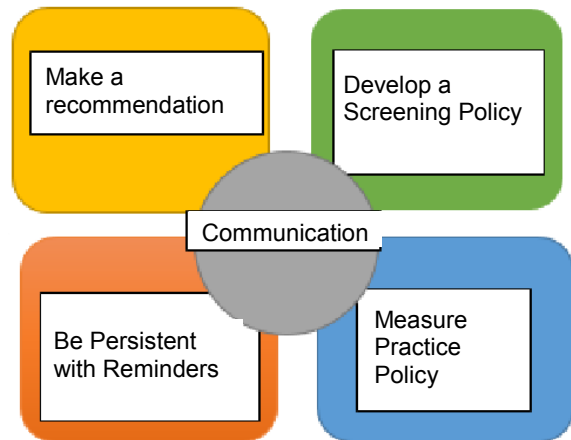 Make a
recommendation
Develop a
Screening Policy
Communication
Be Persistent
with Reminders
Measure
Practice
Policy